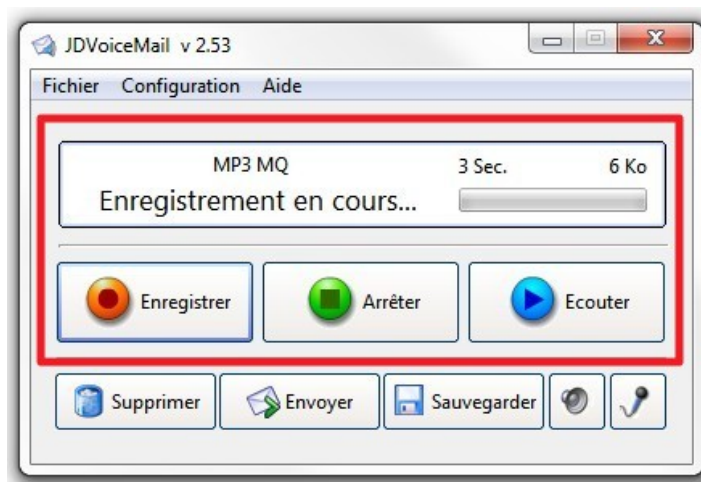 JDVoiceMail v 2.53
Fichier Configuration Aide
MP3 MQ 3 Sec. 6 Ko
Enregistrement en cours...
Enregistrer Arrêter Ecouter
Supprimer Envoyer Sauvegarder